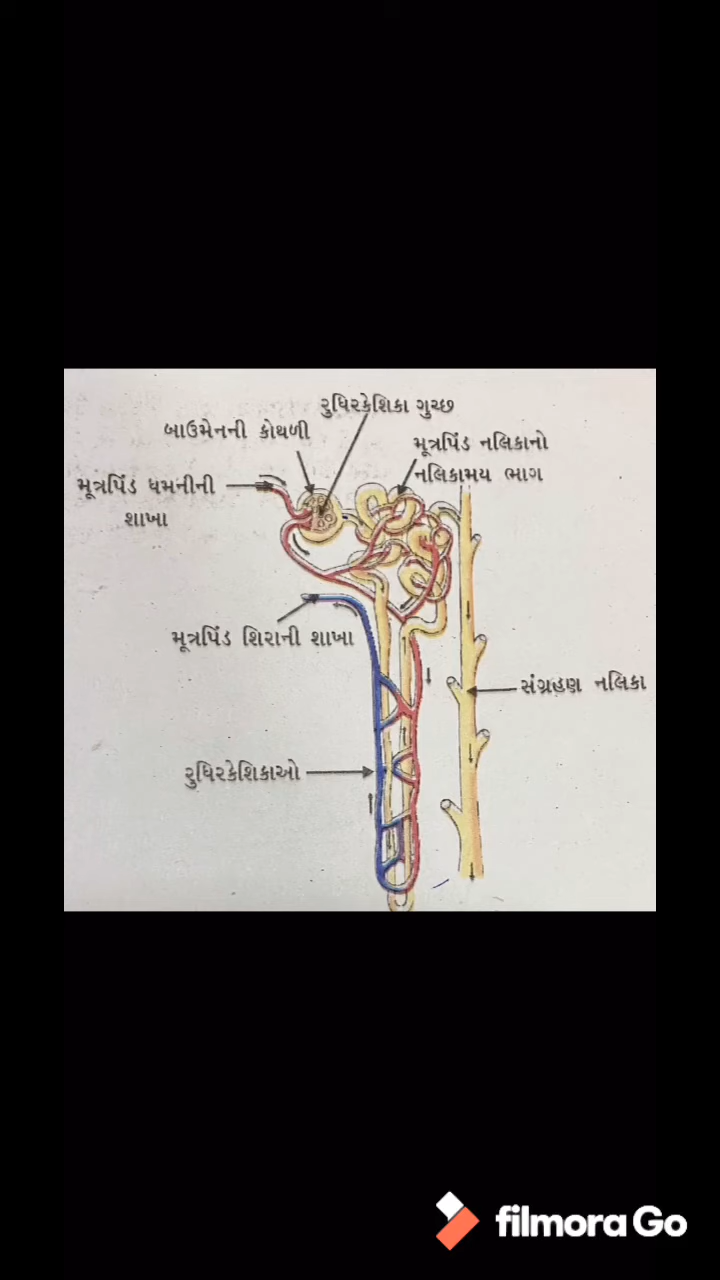 રુધિરકેશિકા ગુચ્છ
બાઉમેનની કોથળી
મૂત્રપિંડ નલિકાનો
નલિકામય ભાગ
મૂત્રપિંડ ધમનીની
શાખા
મૂત્રપિંડ શિરાની શાખા
સંગ્રહણ નલિકા
રુધિરકેશિકાઓ
filmora Go